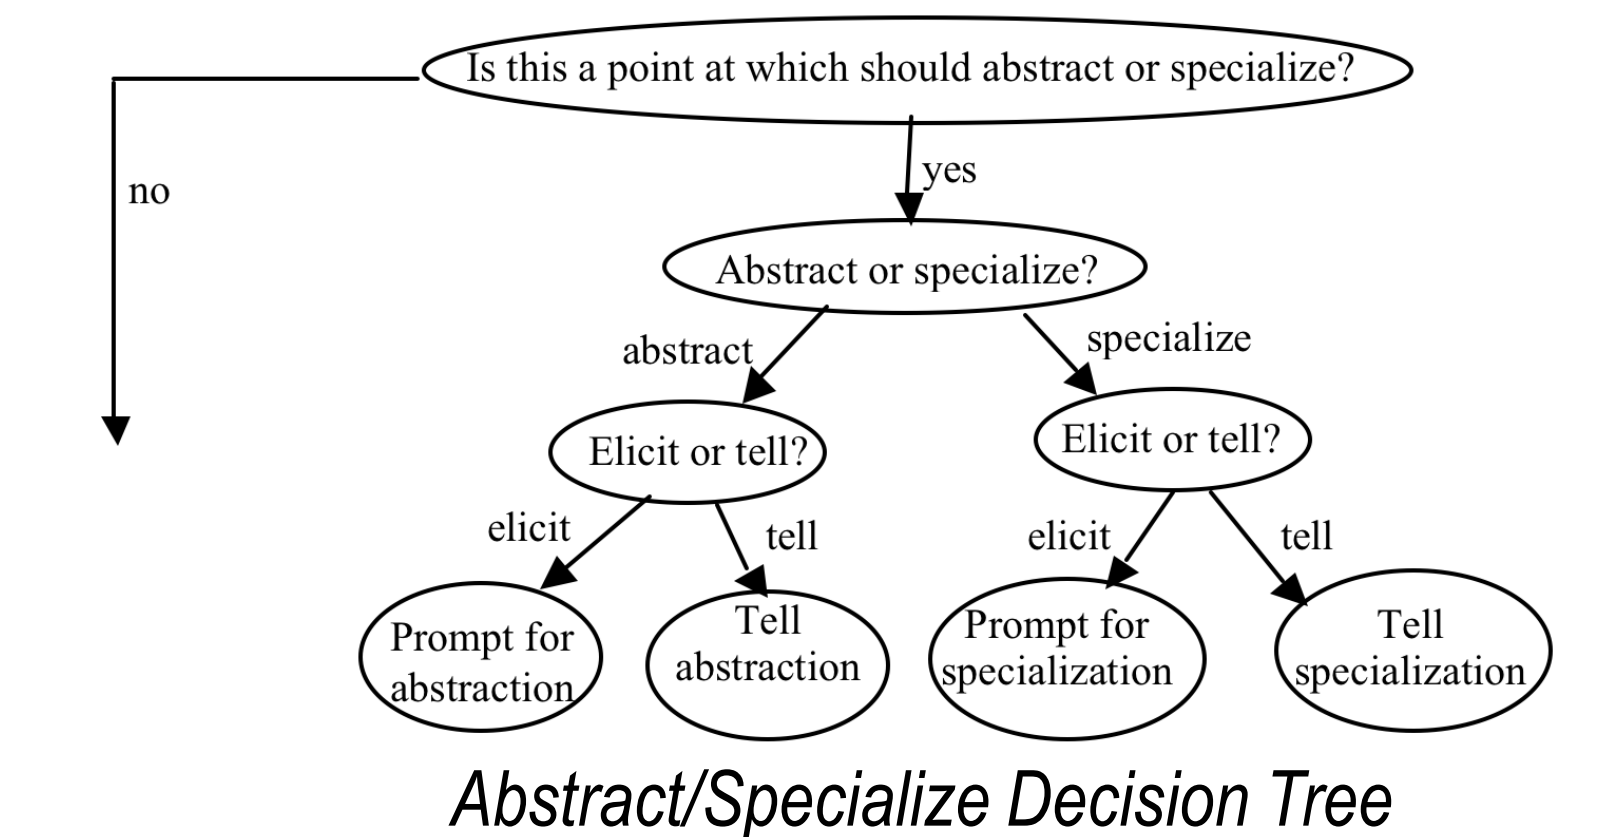 Is this a point at which should abstract or specialize?
no
yes
Abstract or specialize?
abstract
specialize
Elicit or tell?
Elicit or tell?
elicit
tell
elicit
tell
Prompt for
abstraction
Tell
abstraction
Prompt for
specialization
Tell
specialization
Abstract/Specialize Decision Tree